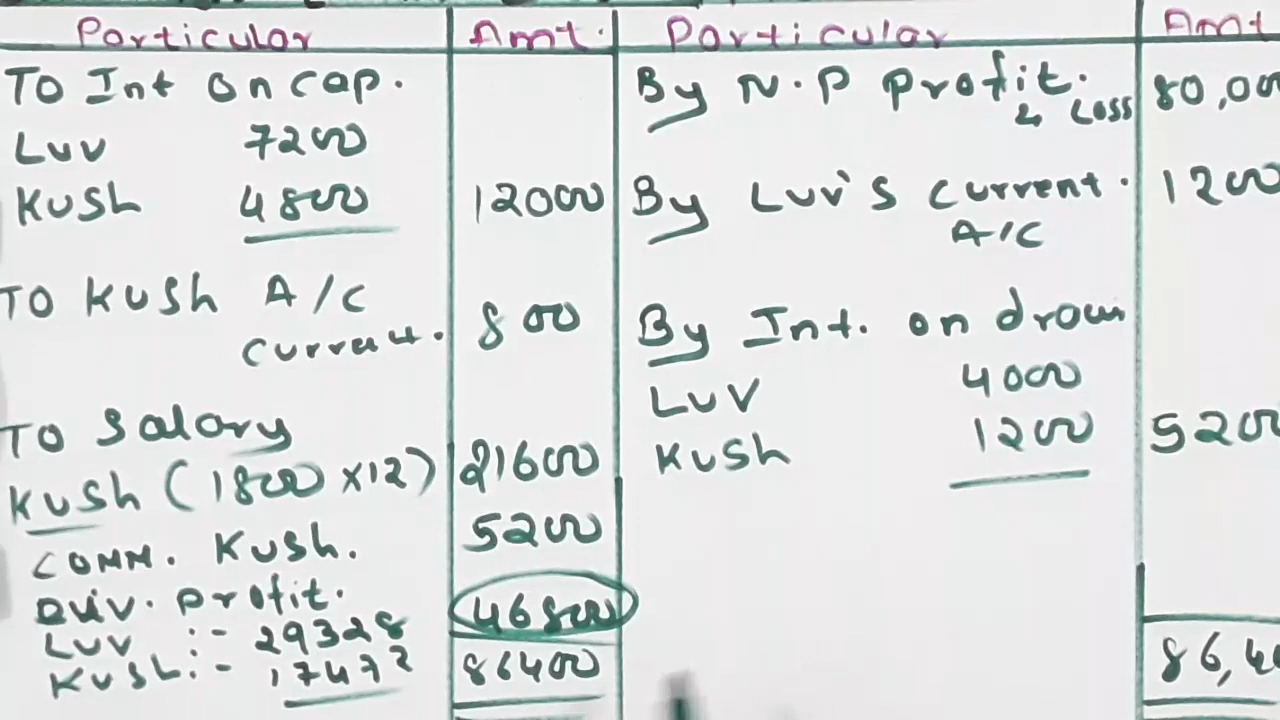 Particular Amt. Particular Amt
To Int on cap. By N.P Profit. 80,00
& Loss
Luv 7200
Kush 4800 12000 By Luv's current. 1200
A/C
To Kush A/C 800 By Int. on draw
current.
Luv 4000
To Salary Kush 1200 5200
Kush (1800 x12) 21600
Comm. Kush. 5200
Div. Profit. 46800
Luv :- 29328
Kush :- 17472 86400 86,40